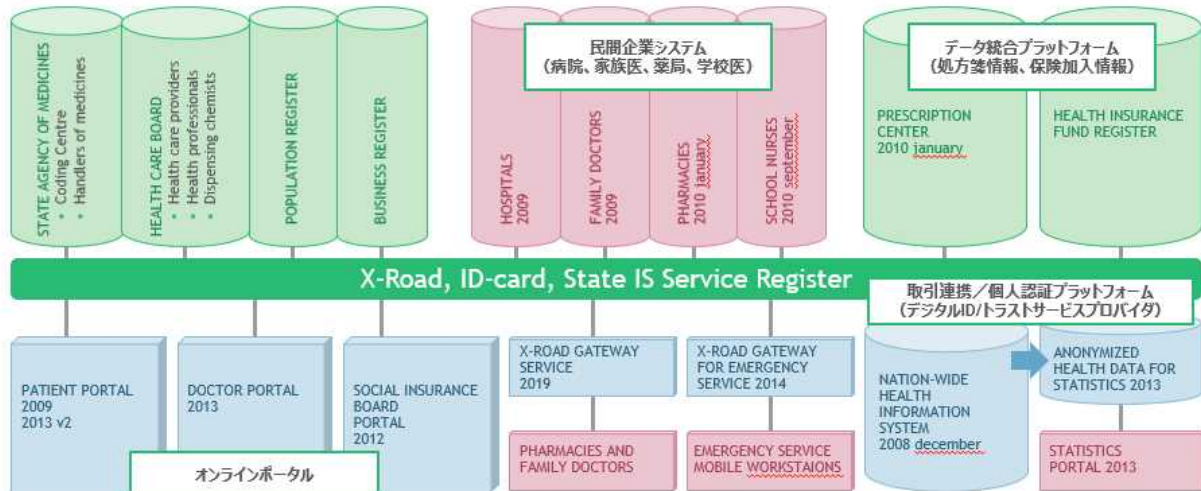 STATE AGENCY OF MEDICINES
• Coding Centre
• Handlers of medicines
HEALTH CARE BOARD
• Health care providers
• Health professionals
• Dispensing chemists
POPULATION REGISTER
BUSINESS REGISTER
民間企業システム
（病院、家族医、薬局、学校医）
HOSPITALS
2009
FAMILY DOCTORS
2009
PHARMACIES
2010 january
SCHOOL NURSES
2010 september
データ統合プラットフォーム
（処方箋情報、保険加入情報）
PRESCRIPTION
CENTER
2010 january
HEALTH INSURANCE
FUND REGISTER
X-Road, ID-card, State IS Service Register
取引連携／個人認証プラットフォーム
（デジタルID/トラストサービスプロバイダ）
PATIENT PORTAL
2009
2013 v2
DOCTOR PORTAL
2013
SOCIAL INSURANCE
BOARD
PORTAL
2012
オンラインポータル
X-ROAD GATEWAY
SERVICE
2019
PHARMACIES AND
FAMILY DOCTORS
X-ROAD GATEWAY
FOR EMERGENCY
SERVICE 2014
EMERGENCY SERVICE
MOBILE WORKSTAIONS
NATION-WIDE
HEALTH
INFORMATION
SYSTEM
2008 december
ANONYMIZED
HEALTH DATA FOR
STATISTICS 2013
STATISTICS
PORTAL 2013